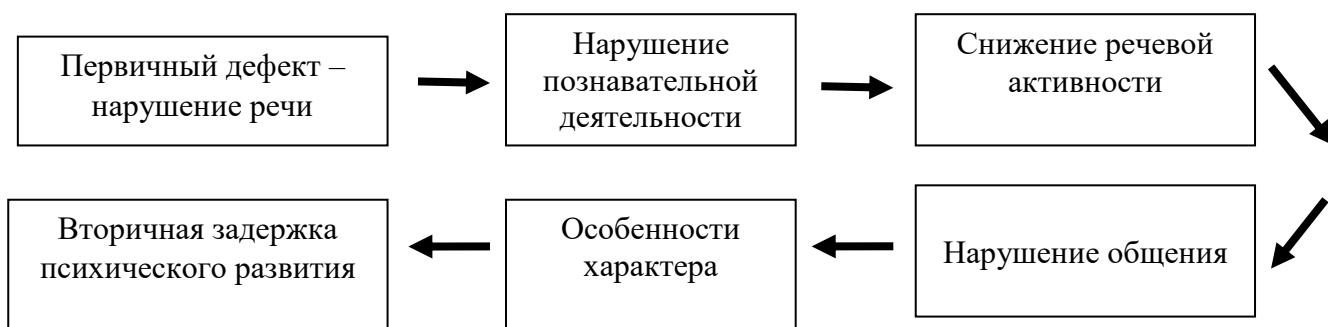 Первичный дефект –
нарушение речи
Нарушение
познавательной
деятельности
Снижение речевой
активности
Нарушение общения
Особенности
характера
Вторичная задержка
психического развития